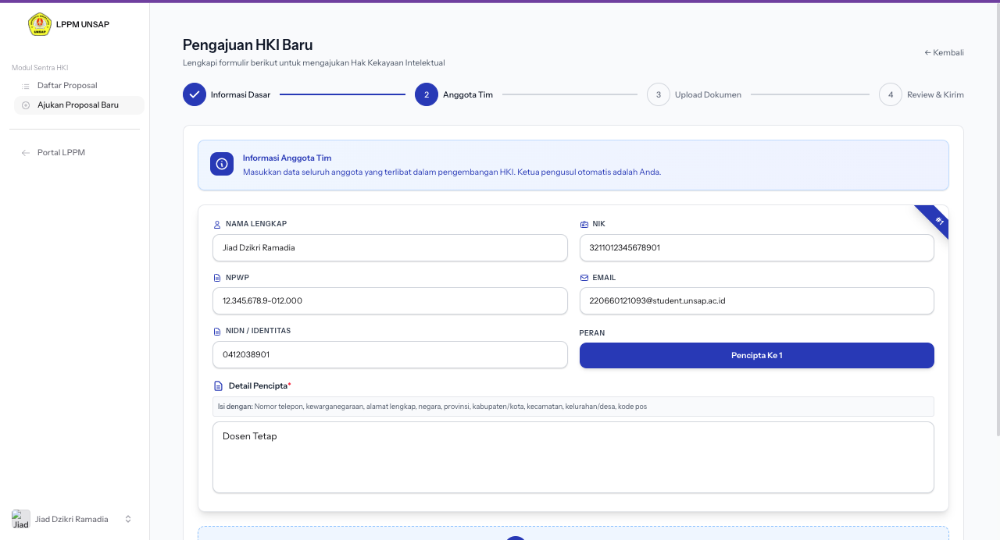 LPPM UNSAP
Modul Sentra HKI
Daftar Proposal
Ajukan Proposal Baru
Portal LPPM
Jiad
Jiad Dzikri Ramadia
Pengajuan HKI Baru
Lengkapi formulir berikut untuk mengajukan Hak Kekayaan Intelektual
← Kembali
Informasi Dasar
2 Anggota Tim
3 Upload Dokumen
4 Review & Kirim
Informasi Anggota Tim
Masukkan data seluruh anggota yang terlibat dalam pengembangan HKI. Ketua pengusul otomatis adalah Anda.
#1
NAMA LENGKAP
Jiad Dzikri Ramadia
NIK
3211012345678901
NPWP
12.345.678.9-012.000
EMAIL
220660121093@student.unsap.ac.id
NIDN / IDENTITAS
0412038901
PERAN
Pencipta Ke 1
Detail Pencipta*
Isi dengan: Nomor telepon, kewarganegaraan, alamat lengkap, negara, provinsi, kabupaten/kota, kecamatan, kelurahan/desa, kode pos
Dosen Tetap